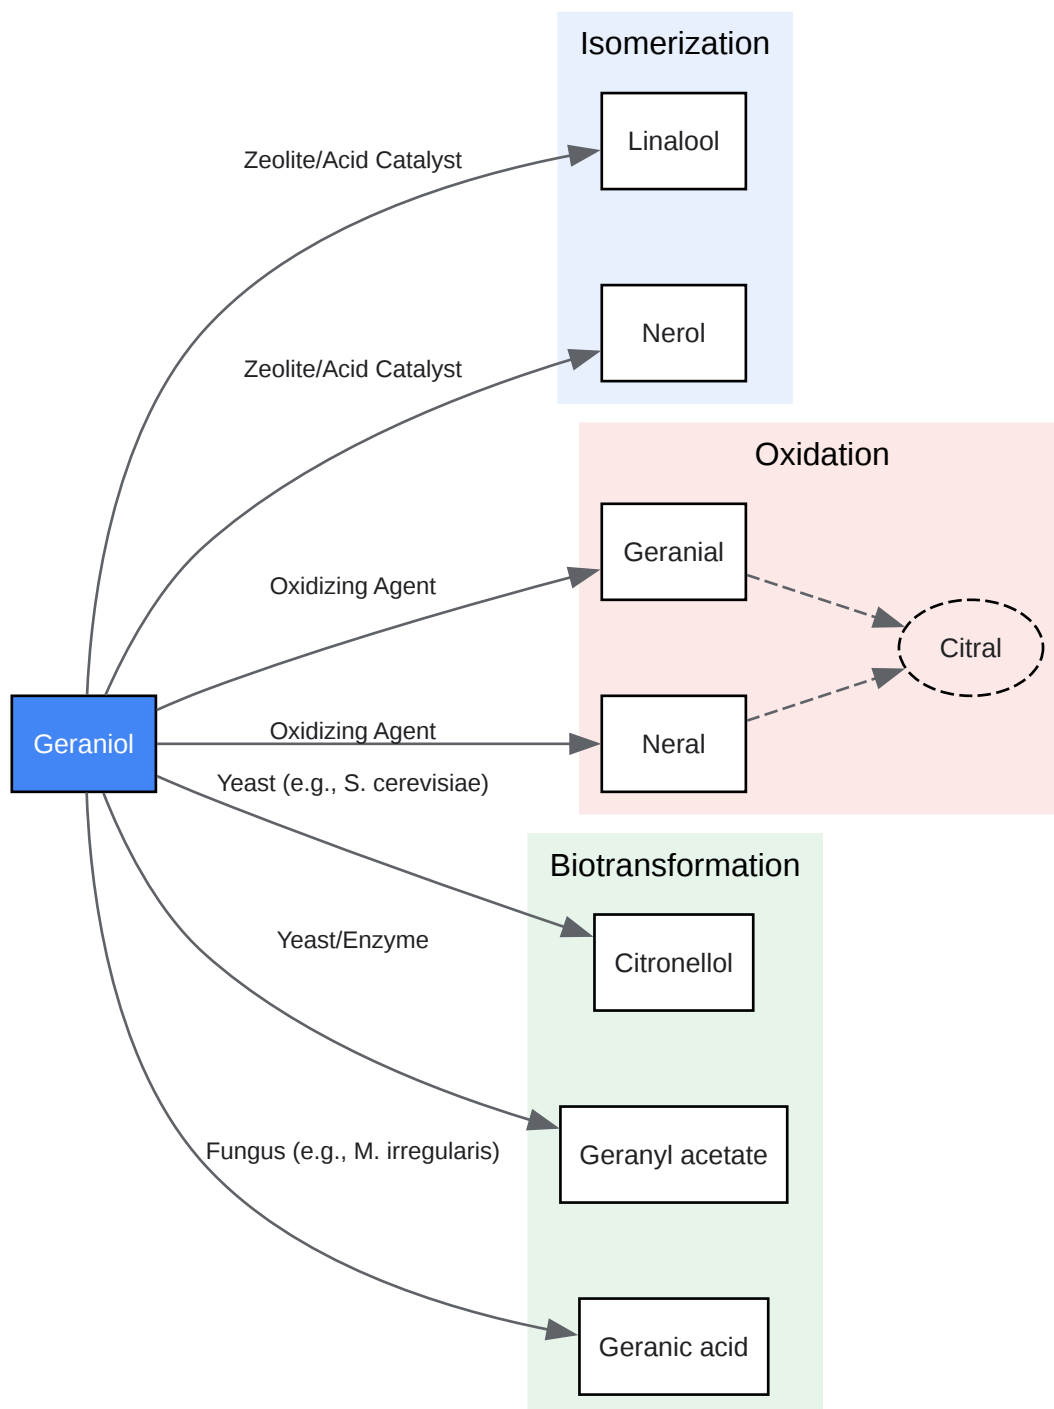 Isomerization
Linalool
Zeolite/Acid Catalyst
Nerol
Zeolite/Acid Catalyst
Oxidation
Geranial
Oxidizing Agent
Citral
Neral
Oxidizing Agent
Geraniol
Yeast (e.g., S. cerevisiae)
Biotransformation
Citronellol
Yeast/Enzyme
Geranyl acetate
Fungus (e.g., M. irregularis)
Geranic acid